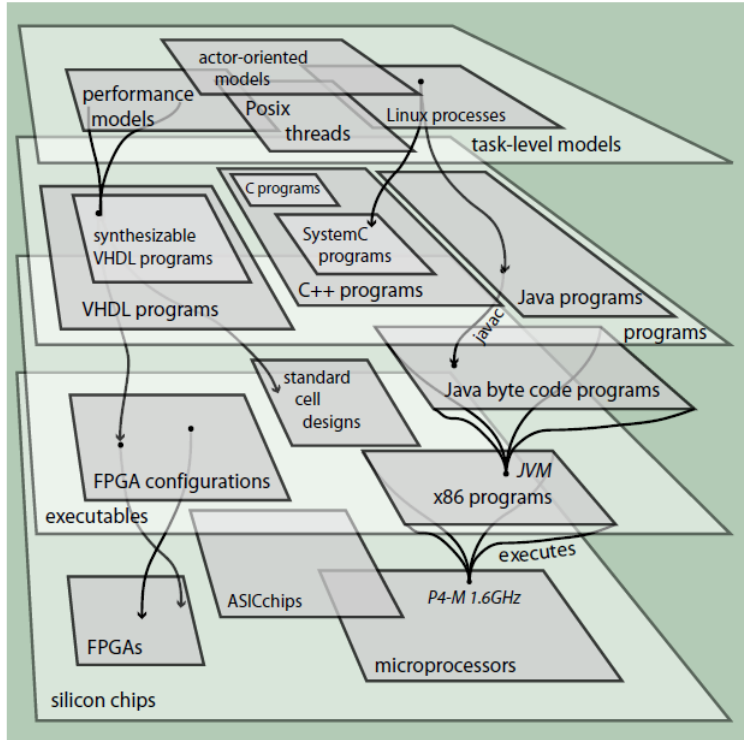 actor-oriented
models
performance
models
Posix
threads
Linux processes
task-level models
C programs
synthesizable
VHDL programs
SystemC
programs
VHDL programs
C++ programs
Java programs
programs
javac
standard
cell
designs
Java byte code programs
FPGA configurations
JVM
x86 programs
executables
executes
ASICchips
P4-M 1.6GHz
FPGAs
microprocessors
silicon chips